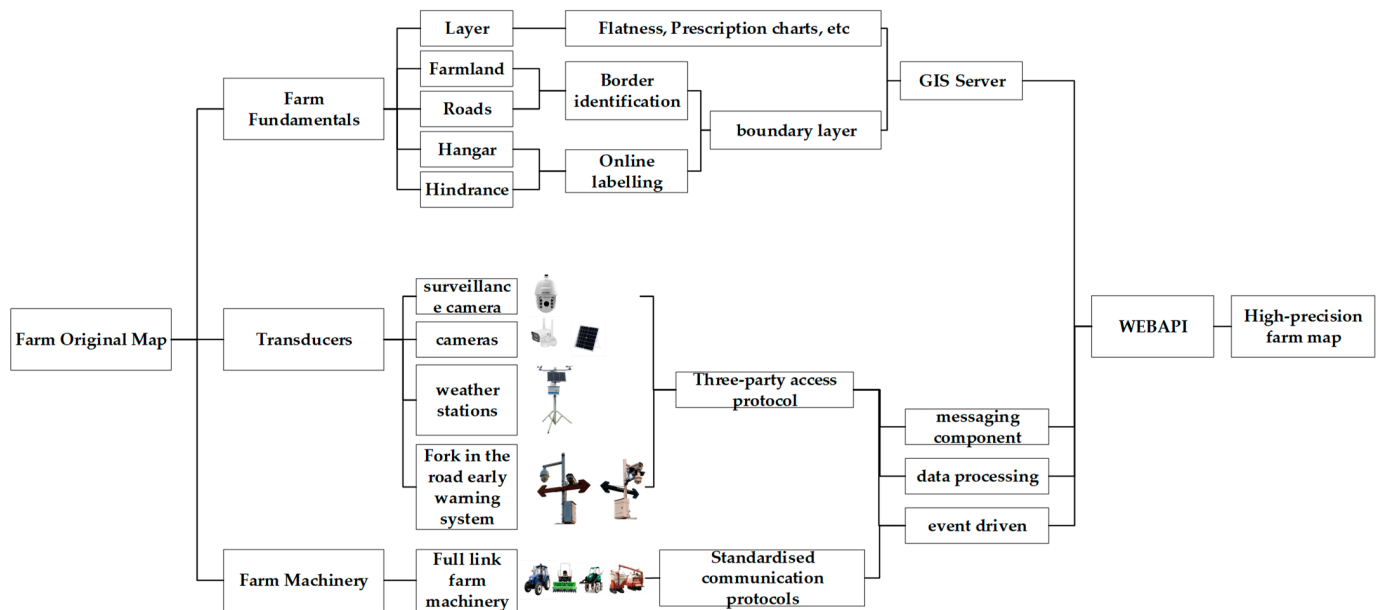 Layer
Flatness, Prescription charts, etc
Farmland
Roads
Border
identification
GIS Server
Farm
Fundamentals
boundary layer
Hangar
Hindrance
Online
labelling
Farm Original Map
Transducers
surveillanc
e camera
cameras
weather
stations
Fork in the
road early
warning
system
Three-party access
protocol
messaging
component
data processing
event driven
WEBAPI
High-precision
farm map
Farm Machinery
Full link
farm
machinery
Standardised
communication
protocols